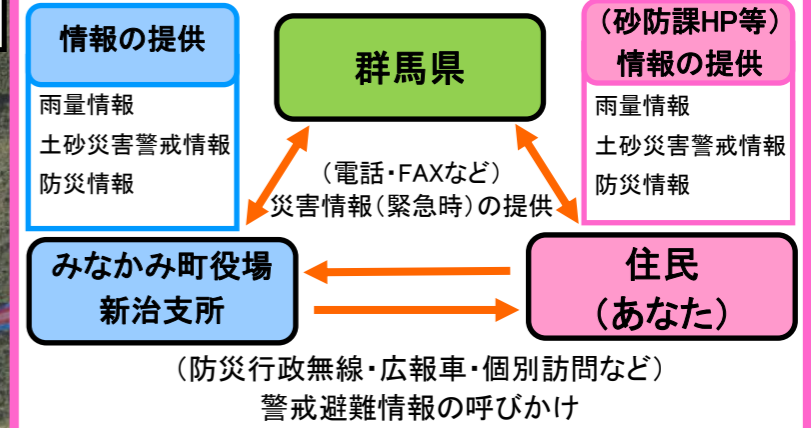 情報の提供
雨量情報
土砂災害警戒情報
防災情報
群馬県
（砂防課HP等）
情報の提供
雨量情報
土砂災害警戒情報
防災情報
（電話・FAXなど）
災害情報（緊急時）の提供
みなかみ町役場
新治支所
住民
（あなた）
（防災行政無線・広報車・個別訪問など）
警戒避難情報の呼びかけ